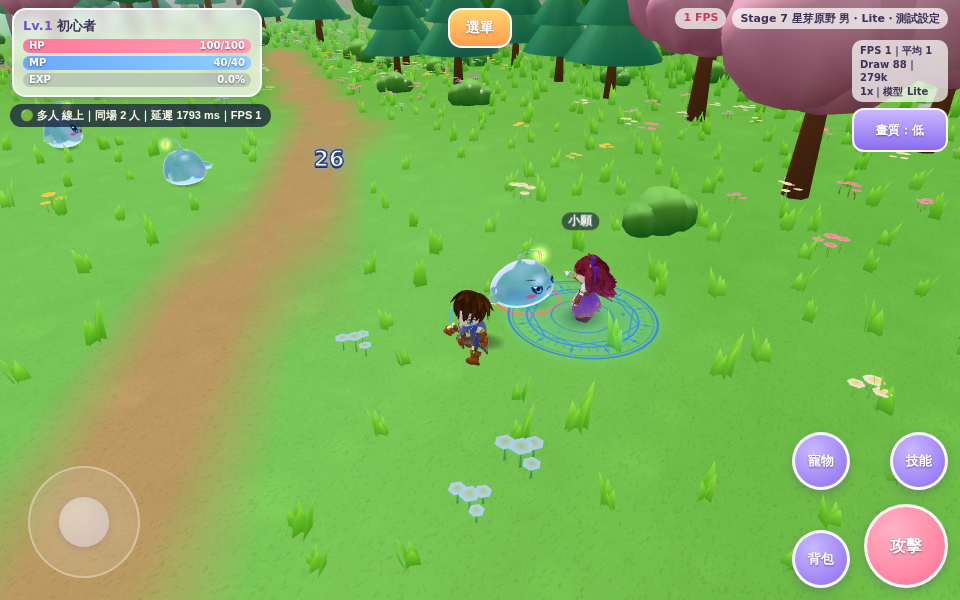 Lv.1 初心者
HP 100/100
MP 40/40
EXP 0.0%
多人 線上｜同場 2 人｜延遲 1793 ms｜FPS 1
選單
1 FPS
Stage 7 星芽原野 男・Lite・測試設定
FPS 1｜平均 1
Draw 88｜
279k
1x｜模型 Lite
畫質：低
26
小願
寵物
技能
攻擊
背包